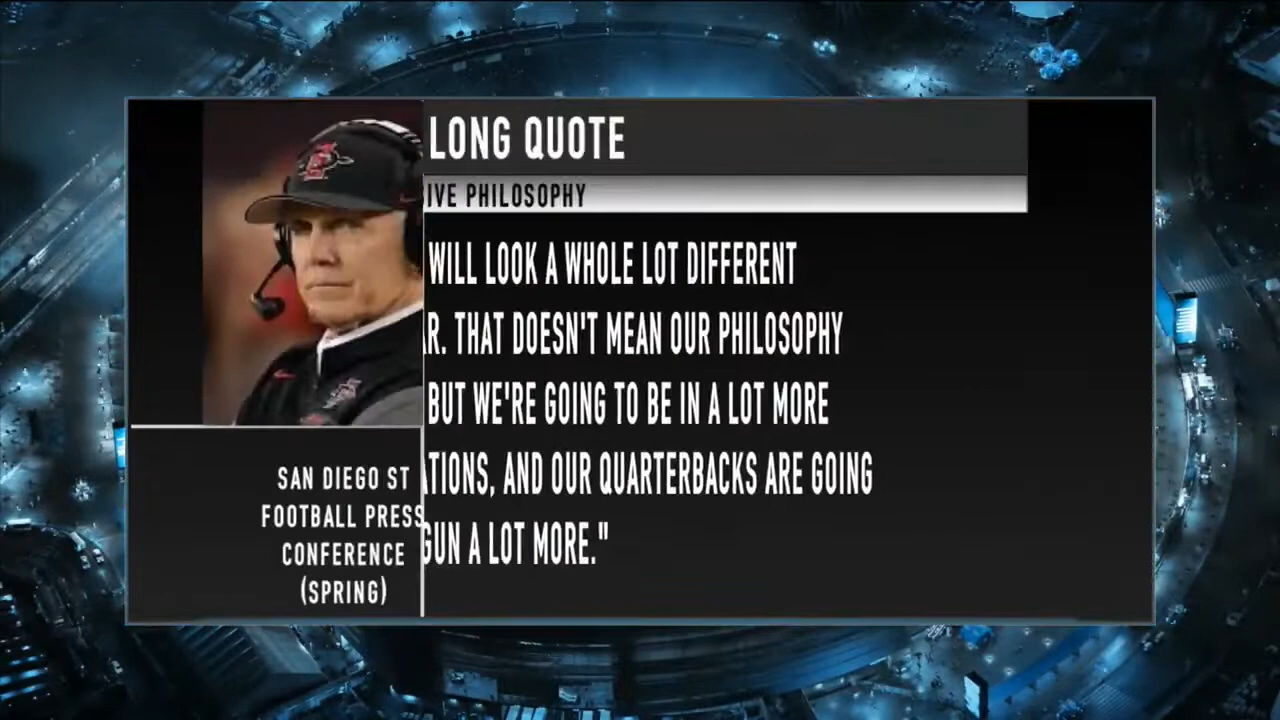 LONG QUOTE
IVE PHILOSOPHY
WILL LOOK A WHOLE LOT DIFFERENT
R. THAT DOESN'T MEAN OUR PHILOSOPHY
BUT WE'RE GOING TO BE IN A LOT MORE
ATIONS, AND OUR QUARTERBACKS ARE GOING
GUN A LOT MORE."
SAN DIEGO ST
FOOTBALL PRESS
CONFERENCE
(SPRING)